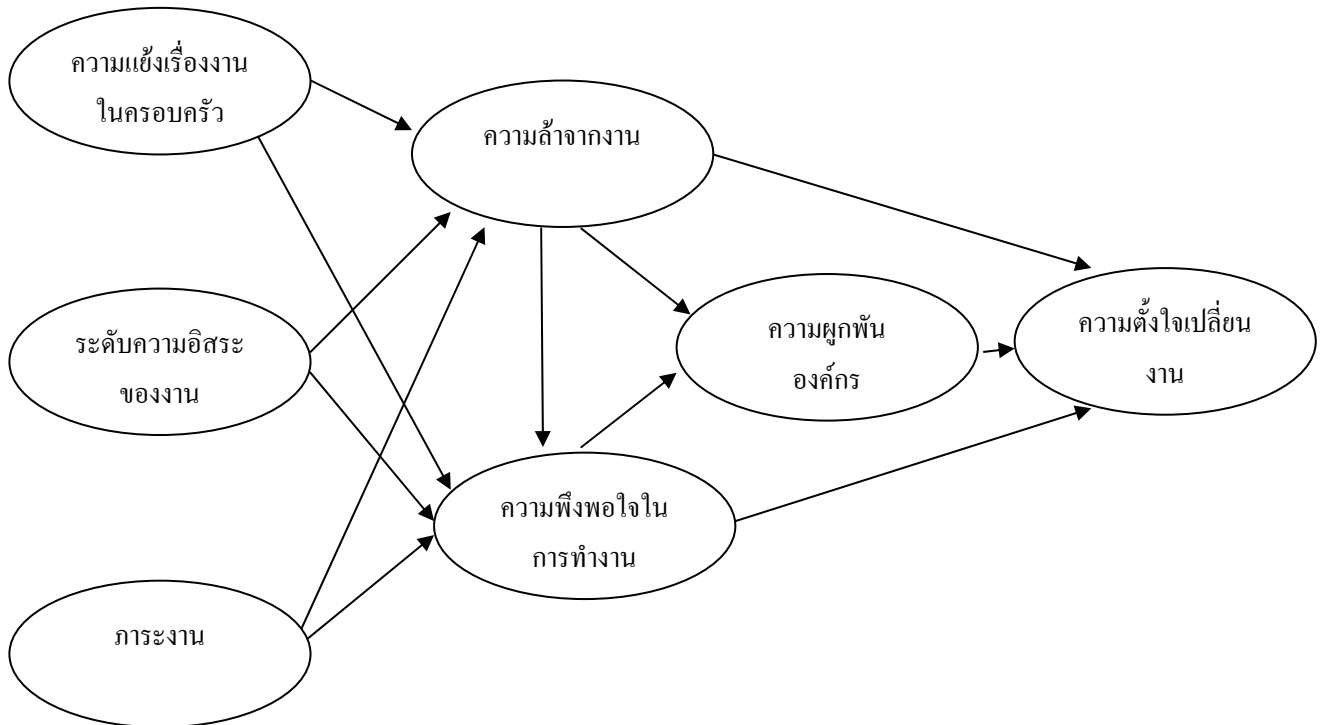 ความแย้งเรื่องงาน
ในครอบครัว
ความล้าจากงาน
ระดับความอิสระ
ของงาน
ความผูกพัน
องค์กร
ความตั้งใจเปลี่ยน
งาน
ความพึงพอใจใน
การทำงาน
ภาระงาน